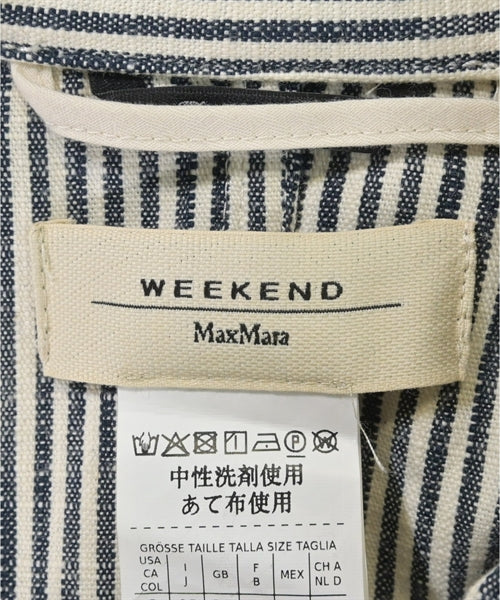 WEEKEND
MaxMara
中性洗剤使用
あて布使用
GRÖSSE TAILLE TALLA SIZE TAGLIA
USA CA COL I J GB F B MEX CH A NL D